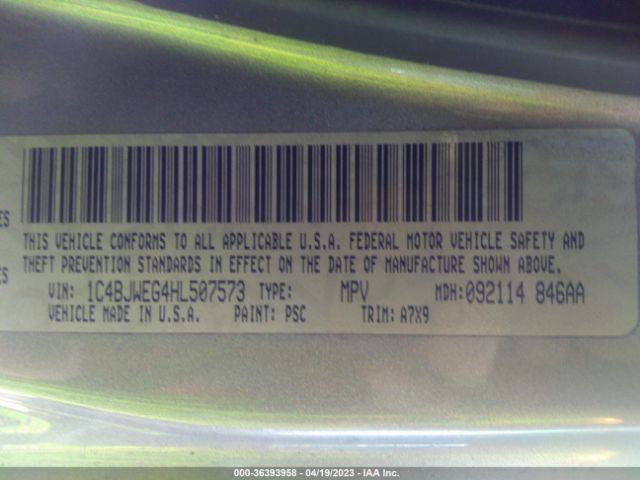 ES
THIS VEHICLE CONFORMS TO ALL APPLICABLE U.S.A. FEDERAL MOTOR VEHICLE SAFETY AND
THEFT PREVENTION STANDARDS IN EFFECT ON THE DATE OF MANUFACTURE SHOWN ABOVE.
ES
VIN: 1C4BJWEG4HL507573 TYPE: MPV MDH:092114 846AA
VEHICLE MADE IN U.S.A. PAINT: PSC TRIM: A7X9
000-36393958 - 04/19/2023 - IAA Inc.